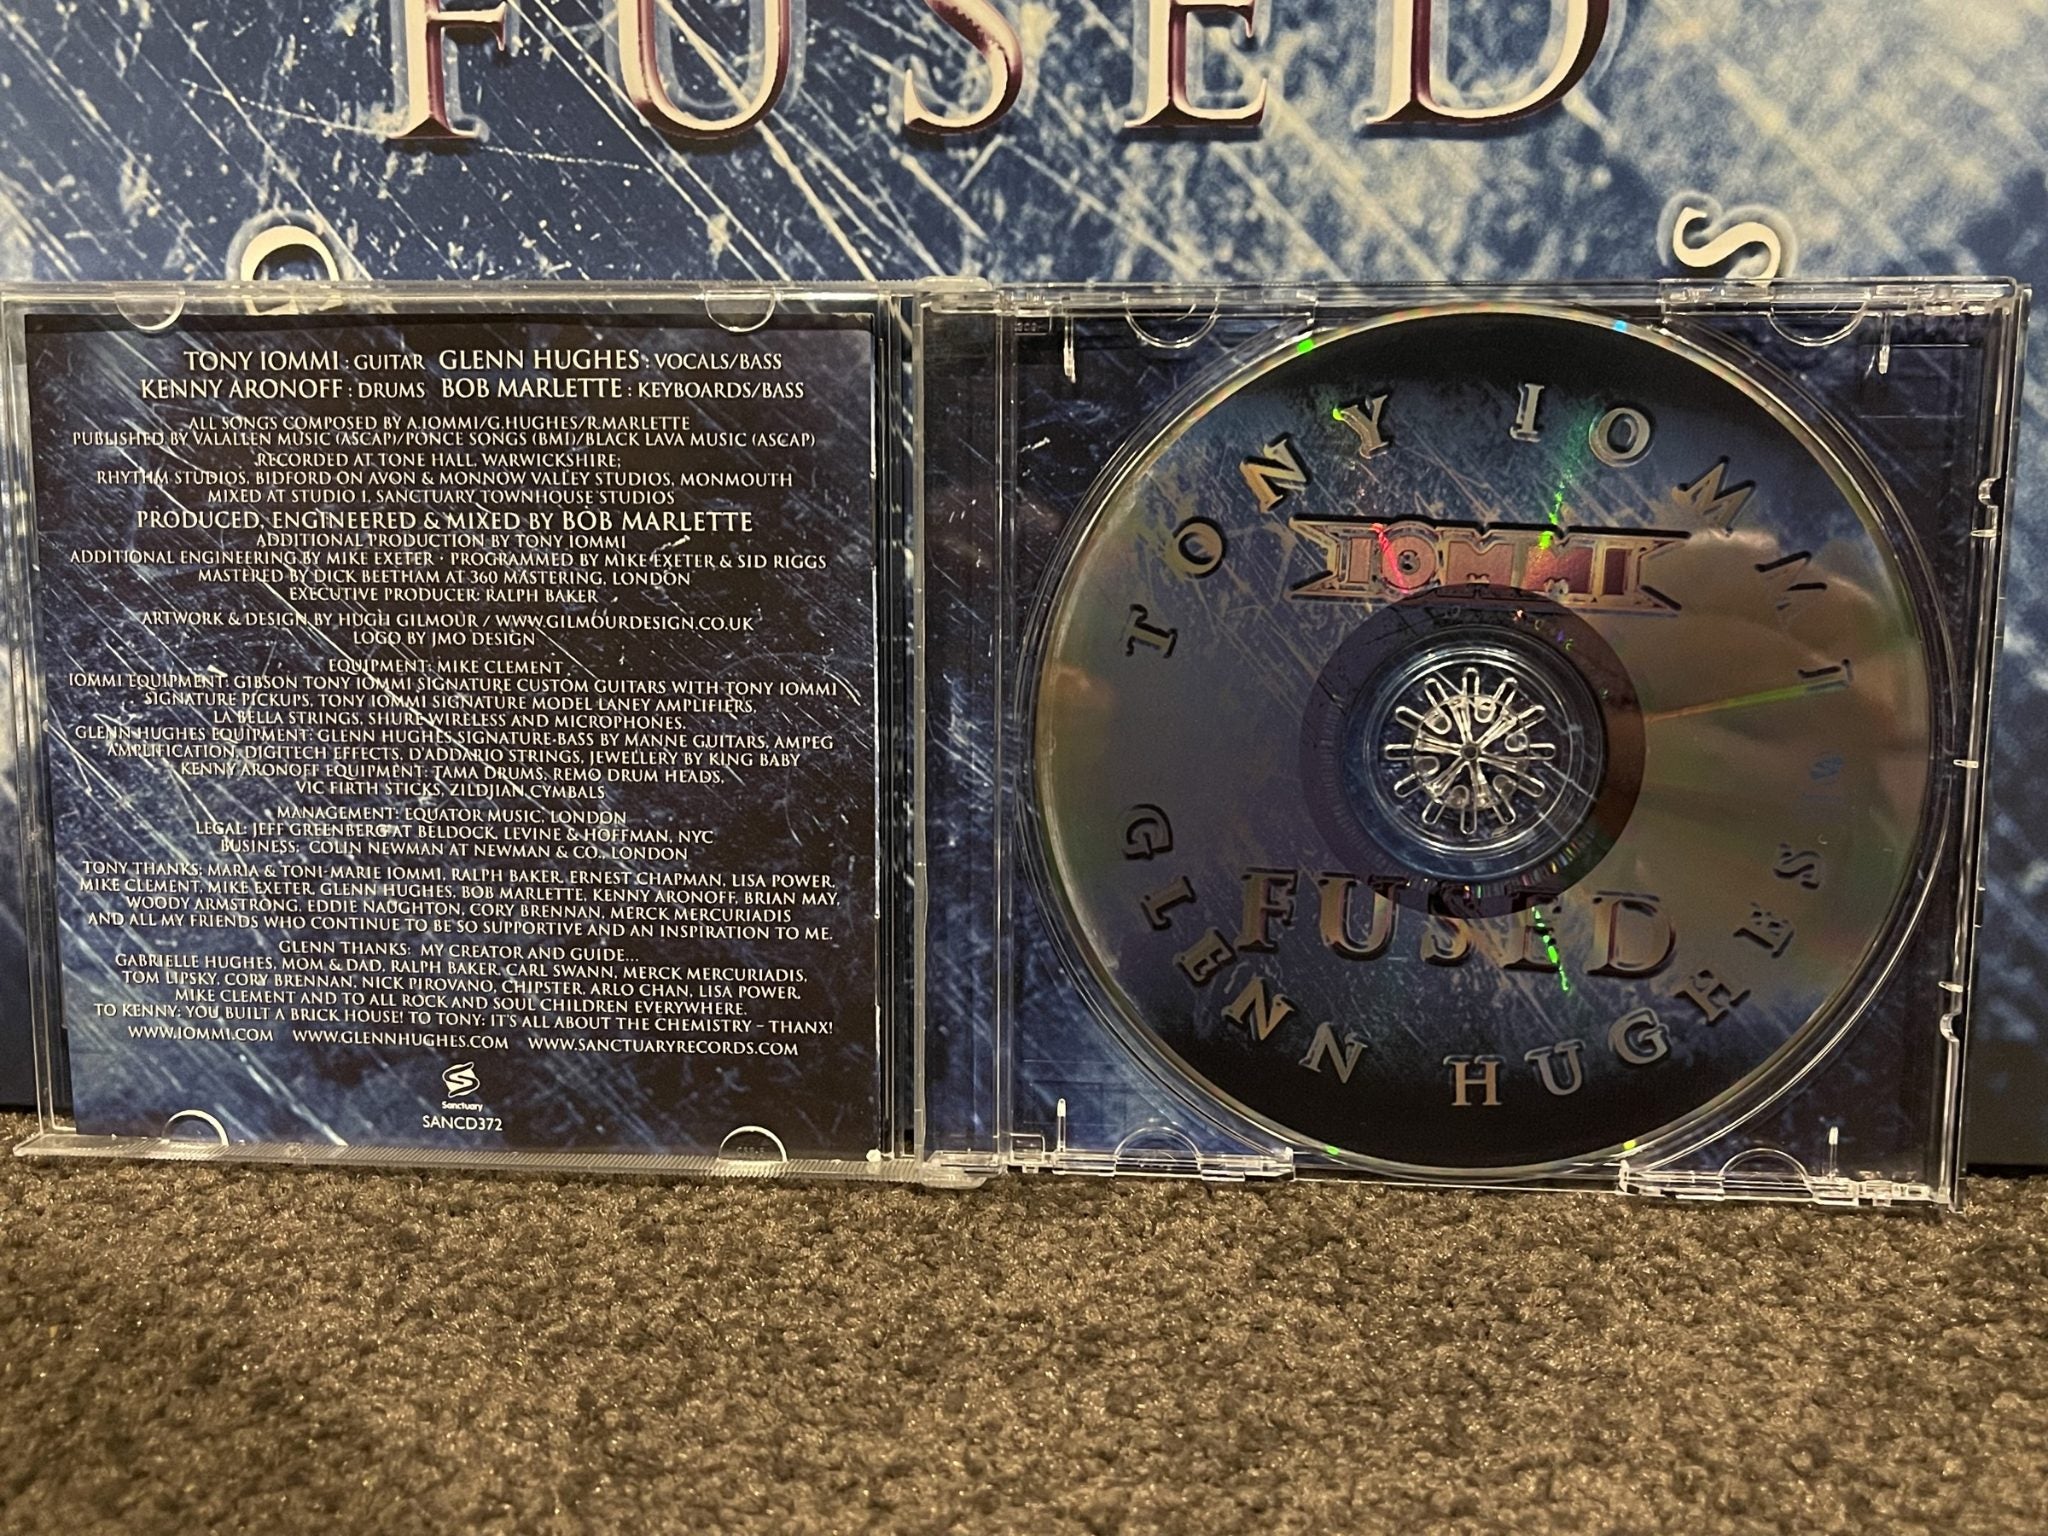 FUSED
TONY IOMMI : GUITAR GLENN HUGHES : VOCALS/BASS
KENNY ARONOFF : DRUMS BOB MARLETTE : KEYBOARDS/BASS
ALL SONGS COMPOSED BY A.IOMMI/G.HUGHES/R.MARLETTE
PUBLISHED BY VALALLEN MUSIC (ASCAP)/PONCE SONGS (BMI)/BLACK LAVA MUSIC (ASCAP)
RECORDED AT TONE HALL, WARWICKSHIRE;
RHYTHM STUDIOS, BIDFORD ON AVON & MONNOW VALLEY STUDIOS, MONMOUTH
MIXED AT STUDIO 1, SANCTUARY TOWNHOUSE STUDIOS
PRODUCED, ENGINEERED & MIXED BY BOB MARLETTE
ADDITIONAL PRODUCTION BY TONY IOMMI
ADDITIONAL ENGINEERING BY MIKE EXETER · PROGRAMMED BY MIKE EXETER & SID RIGGS
MASTERED BY DICK BEETHAM AT 360 MASTERING, LONDON
EXECUTIVE PRODUCER: RALPH BAKER
ARTWORK & DESIGN BY HUGH GILMOUR / WWW.GILMOURDESIGN.CO.UK
LOGO BY JMO DESIGN
EQUIPMENT: MIKE CLEMENT
IOMMI EQUIPMENT: GIBSON TONY IOMMI SIGNATURE CUSTOM GUITARS WITH TONY IOMMI
SIGNATURE PICKUPS, TONY IOMMI SIGNATURE MODEL LANEY AMPLIFIERS,
LA BELLA STRINGS, SHURE WIRELESS AND MICROPHONES.
GLENN HUGHES EQUIPMENT: GLENN HUGHES SIGNATURE BASS BY MANNE GUITARS, AMPEG
AMPLIFICATION, DIGITECH EFFECTS, D'ADDARIO STRINGS, JEWELLERY BY KING BABY
KENNY ARONOFF EQUIPMENT: TAMA DRUMS, REMO DRUM HEADS,
VIC FIRTH STICKS, ZILDJIAN CYMBALS
MANAGEMENT: EQUATOR MUSIC, LONDON
LEGAL: JEFF GREENBERG AT BELDOCK, LEVINE & HOFFMAN, NYC
BUSINESS: COLIN NEWMAN AT NEWMAN & CO., LONDON
TONY THANKS: MARIA & TONI-MARIE IOMMI, RALPH BAKER, ERNEST CHAPMAN, LISA POWER,
MIKE CLEMENT, MIKE EXETER, GLENN HUGHES, BOB MARLETTE, KENNY ARONOFF, BRIAN MAY,
WOODY ARMSTRONG, EDDIE NAUGHTON, CORY BRENNAN, MERCK MERCURIADIS
AND ALL MY FRIENDS WHO CONTINUE TO BE SO SUPPORTIVE AND AN INSPIRATION TO ME.
GLENN THANKS: MY CREATOR AND GUIDE...
GABRIELLE HUGHES, MOM & DAD, RALPH BAKER, CARL SWANN, MERCK MERCURIADIS,
TOM LIPSKY, CORY BRENNAN, NICK PIROVANO, CHIPSTER, ARLO CHAN, LISA POWER,
MIKE CLEMENT AND TO ALL ROCK AND SOUL CHILDREN EVERYWHERE.
TO KENNY: YOU BUILT A BRICK HOUSE! TO TONY: IT'S ALL ABOUT THE CHEMISTRY – THANX!
WWW.IOMMI.COM WWW.GLENNHUGHES.COM WWW.SANCTUARYRECORDS.COM
Sanctuary
SANCD372
TONY IOMMI
IOMMI
FUSED
GLENN HUGHES